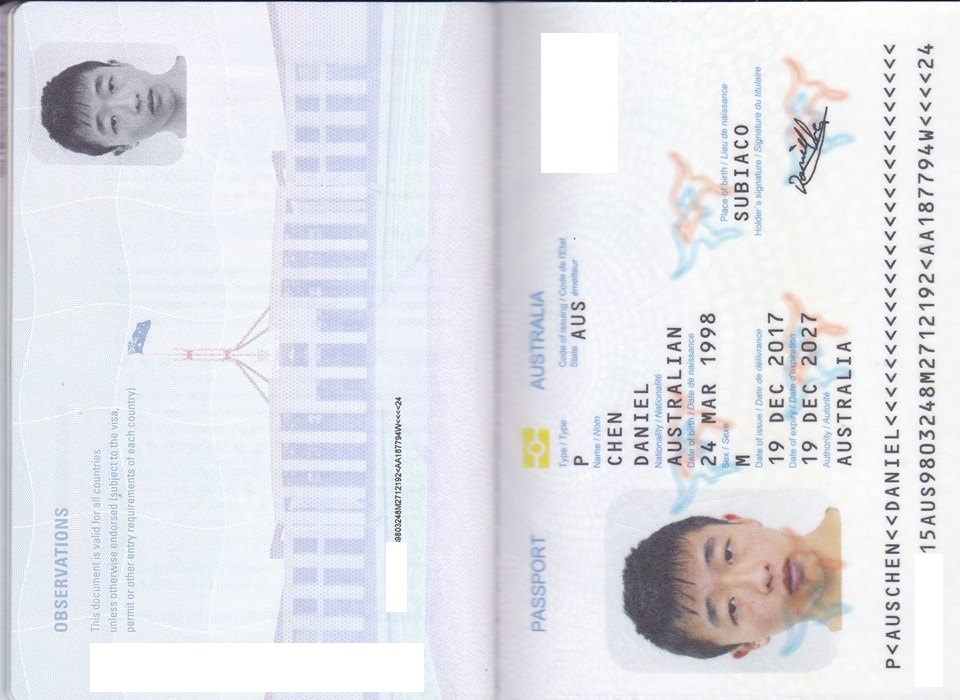 OBSERVATIONS
This document is valid for all countries
unless otherwise endorsed (subject to the visa,
permit or other entry requirements of each country)
9803248M2712192<AA187794W<<<<24
PASSPORT AUSTRALIA
Type / Type
P
Code of issuing / Code de l'Etat
State émetteur
AUS
Name / Nom
CHEN
DANIEL
Nationality / Nationalité
AUSTRALIAN
Date of birth / Date de naissance
24 MAR 1998
Sex / Sexe
M
Place of birth / Lieu de naissance
SUBIACO
Date of issue / Date de délivrance
19 DEC 2017
Holder's signature / Signature du titulaire
Date of expiry / Date d'expiration
19 DEC 2027
Authority / Autorité
AUSTRALIA
P<AUSCHEN<<DANIEL<<<<<<<<<<<<<<<<<<<<<<<<<<<
15AUS9803248M2712192<AA187794W<<<<24